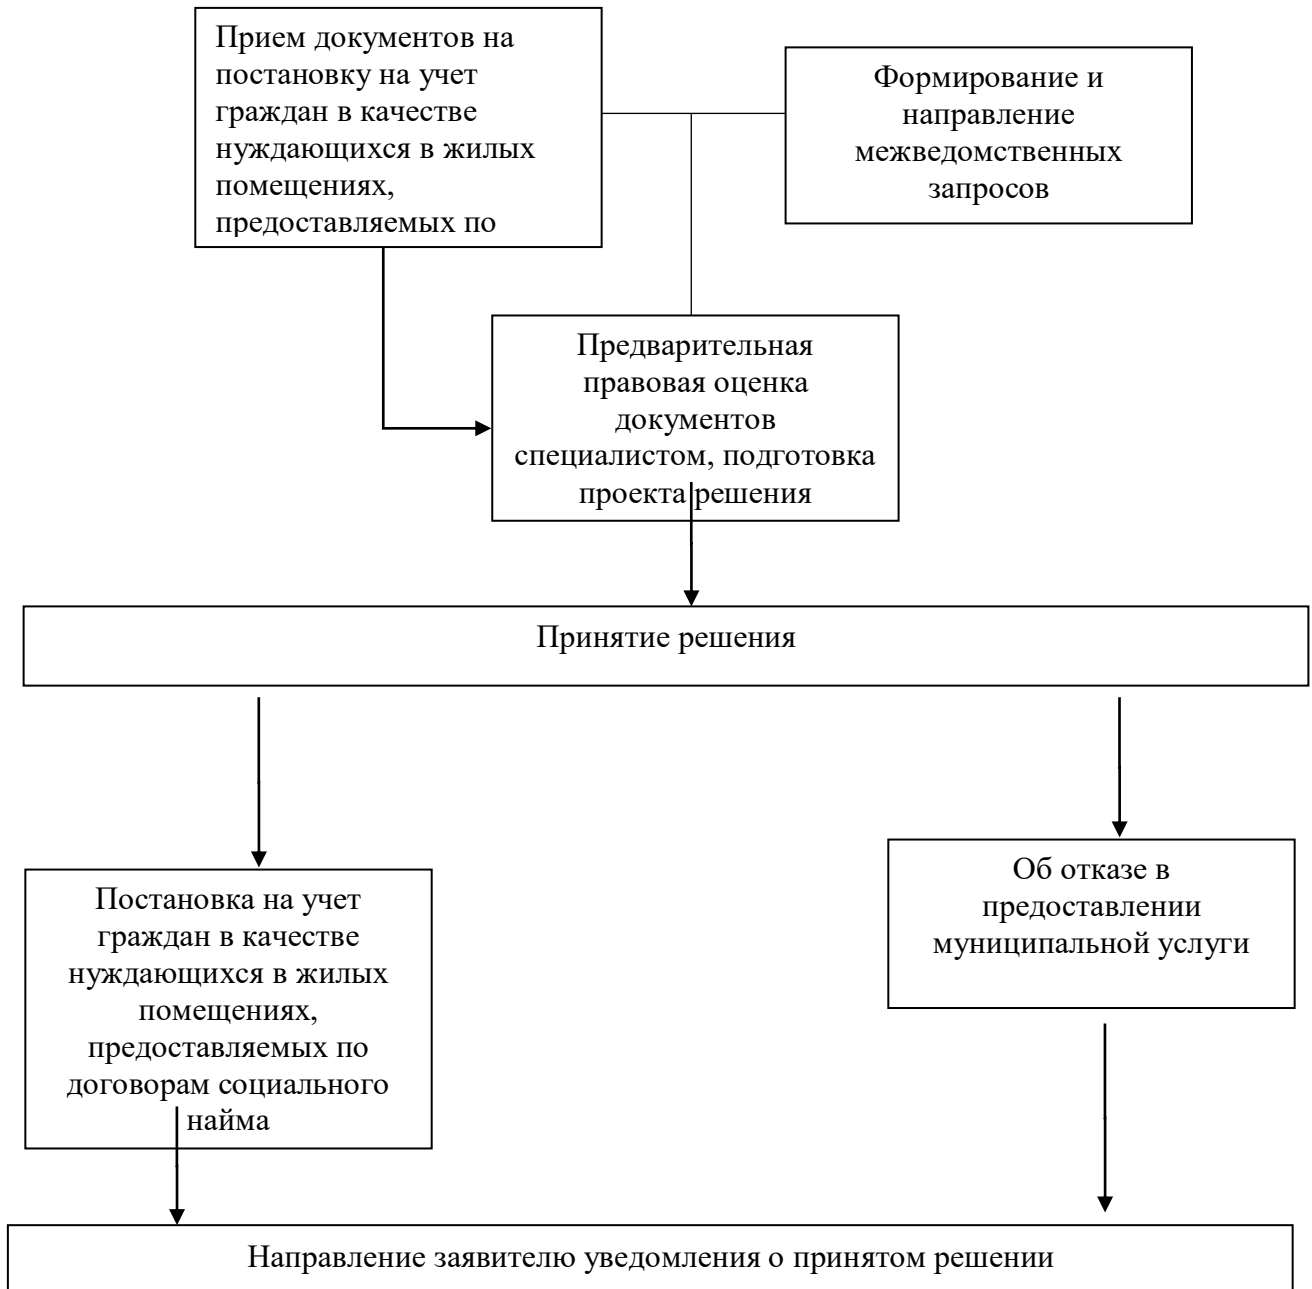 Прием документов на
постановку на учет
граждан в качестве
нуждающихся в жилых
помещениях,
предоставляемых по
Формирование и
направление
межведомственных
запросов
Предварительная
правовая оценка
документов
специалистом, подготовка
проекта решения
Принятие решения
Постановка на учет
граждан в качестве
нуждающихся в жилых
помещениях,
предоставляемых по
договорам социального
найма
Об отказе в
предоставлении
муниципальной услуги
Направление заявителю уведомления о принятом решении